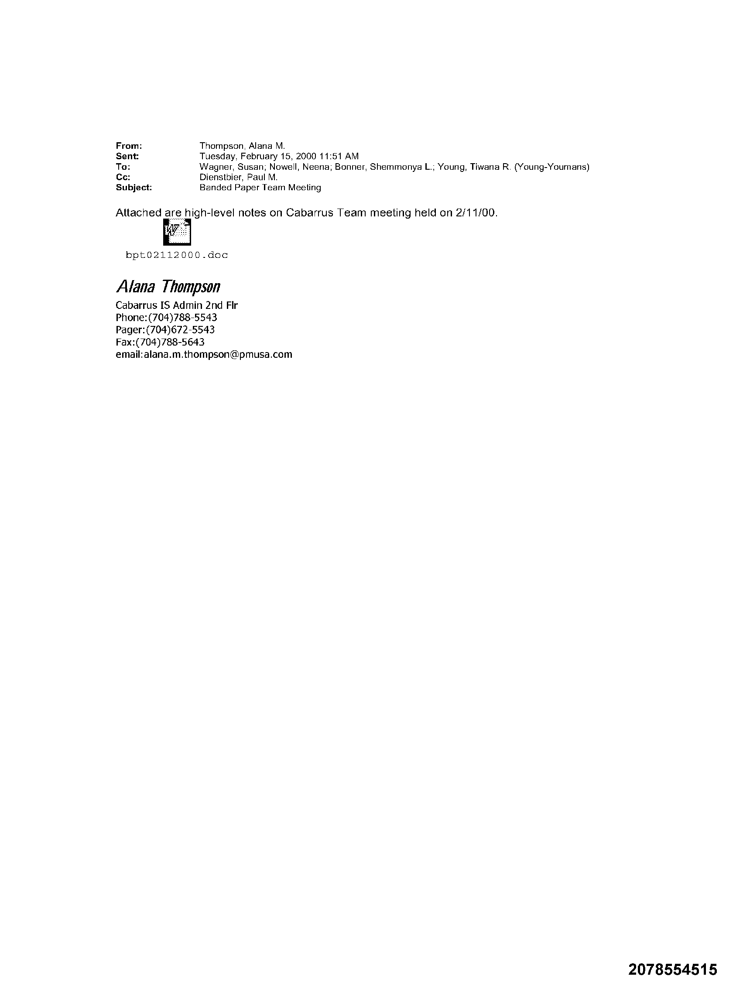 From: Thompson, Alana M.
Sent: Tuesday, February 15, 2000 11:51 AM
To: Wagner, Susan; Nowell, Neena; Bonner, Shemmonya L.; Young, Tiwana R. (Young-Youmans)
Cc: Dienstbier, Paul M.
Subject: Banded Paper Team Meeting
Attached are high-level notes on Cabarrus Team meeting held on 2/11/00.
W
bpt02112000.doc
Alana Thompson
Cabarrus IS Admin 2nd Flr
Phone:(704)788-5543
Pager:(704)672-5543
Fax:(704)788-5643
email:alana.m.thompson@pmusa.com
2078554515